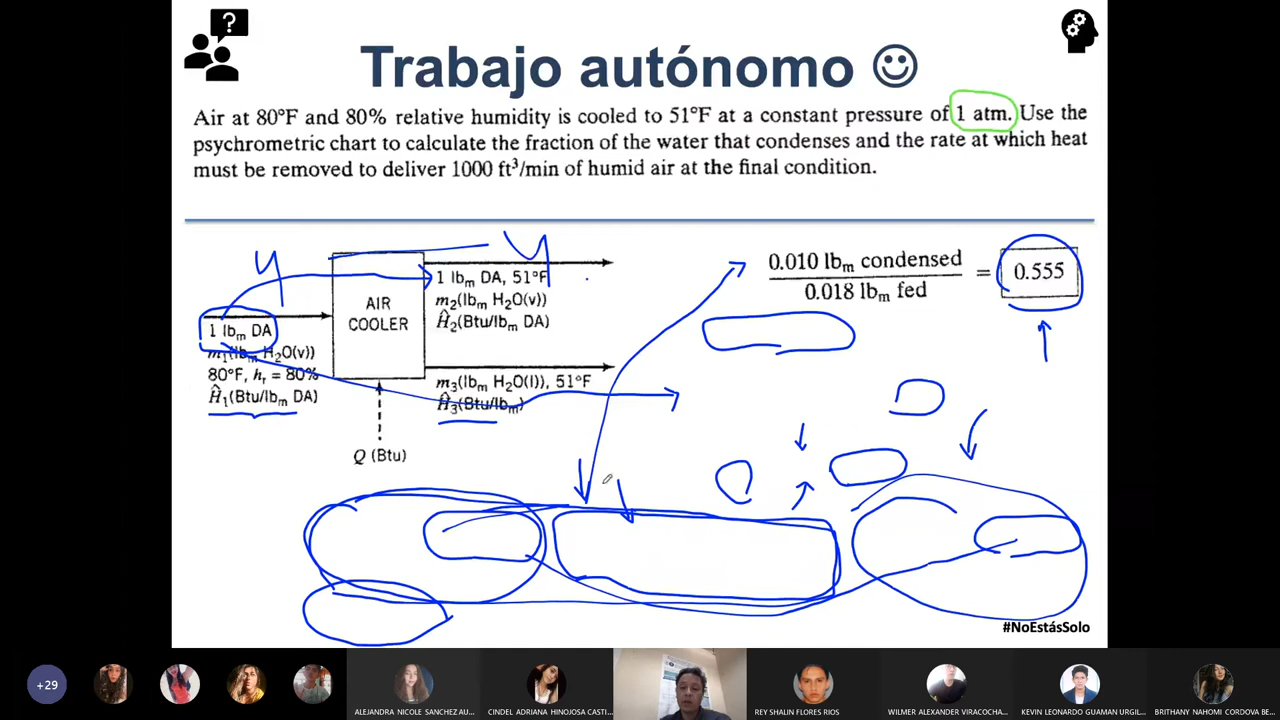 ?
Trabajo autónomo
Air at 80°F and 80% relative humidity is cooled to 51°F at a constant pressure of 1 atm. Use the
psychrometric chart to calculate the fraction of the water that condenses and the rate at which heat
must be removed to deliver 1000 ft³/min of humid air at the final condition.
y
y
1 lbm DA
m1(lbm H2O(v))
80°F, hr = 80%
Ĥ1(Btu/lbm DA)
AIR
COOLER
Q (Btu)
1 lbm DA, 51°F
m2(lbm H2O(v))
Ĥ2(Btu/lbm DA)
m3(lbm H2O(l)), 51°F
Ĥ3(Btu/lbm)
0.010 lbm condensed
0.018 lbm fed
= 0.555
#NoEstásSolo
+29
ALEJANDRA NICOLE SANCHEZ AU...
CINDEL ADRIANA HINOJOSA CASTI...
REY SHALIN FLORES RIOS
WILMER ALEXANDER VIRACOCHA...
KEVIN LEONARDO GUAMAN URGIL...
BRITHANY NAHOMI CORDOVA BE...